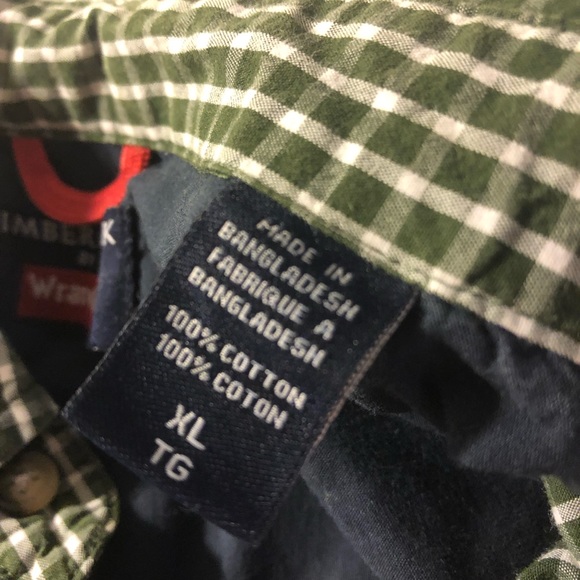 MADE IN
BANGLADESH
FABRIQUE A
BANGLADESH
100% COTTON
100% COTON
XL
TG